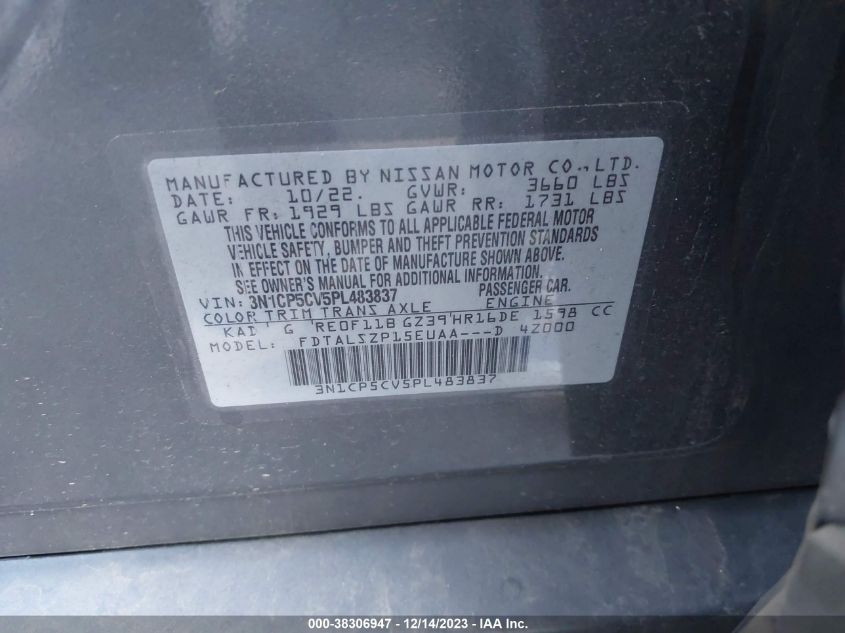 MANUFACTURED BY NISSAN MOTOR CO., LTD.
DATE: 10/22. GVWR: 3660 LBS
GAWR FR: 1929 LBS GAWR RR: 1731 LBS
THIS VEHICLE CONFORMS TO ALL APPLICABLE FEDERAL MOTOR
VEHICLE SAFETY, BUMPER AND THEFT PREVENTION STANDARDS
IN EFFECT ON THE DATE OF MANUFACTURE SHOWN ABOVE.
SEE OWNER'S MANUAL FOR ADDITIONAL INFORMATION.
VIN: 3N1CP5CV5PL483837 PASSENGER CAR.
COLOR TRIM TRANS AXLE ENGINE
KAD G RE0F11B GZ39 HR16DE 1598 CC
MODEL: FDTALSZP15EUAA---D 4Z000
3N1CP5CV5PL483837
000-38306947 - 12/14/2023 - IAA Inc.